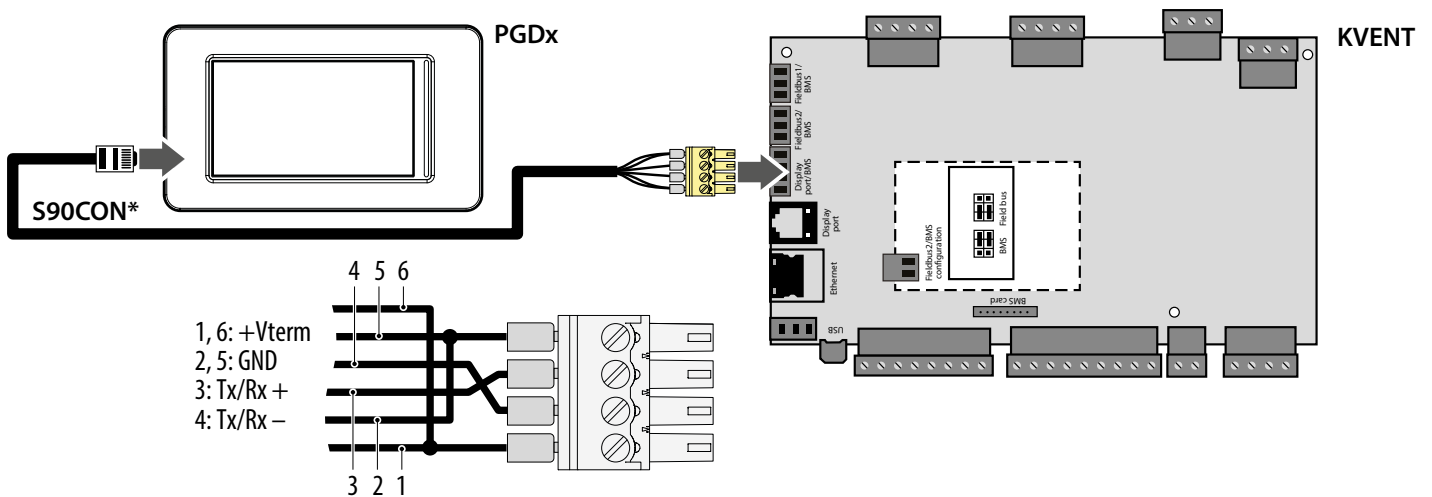 PGDx
KVENT
S90CON*
Fieldbus1/
BMS
Fieldbus2/
BMS
Display
port/BMS
Display
port
Ethernet
Fieldbus2/BMS
configuration
BMS
Field bus
BMS card
USB
4 5 6
1, 6: +Vterm
2, 5: GND
3: Tx/Rx +
4: Tx/Rx –
3 2 1